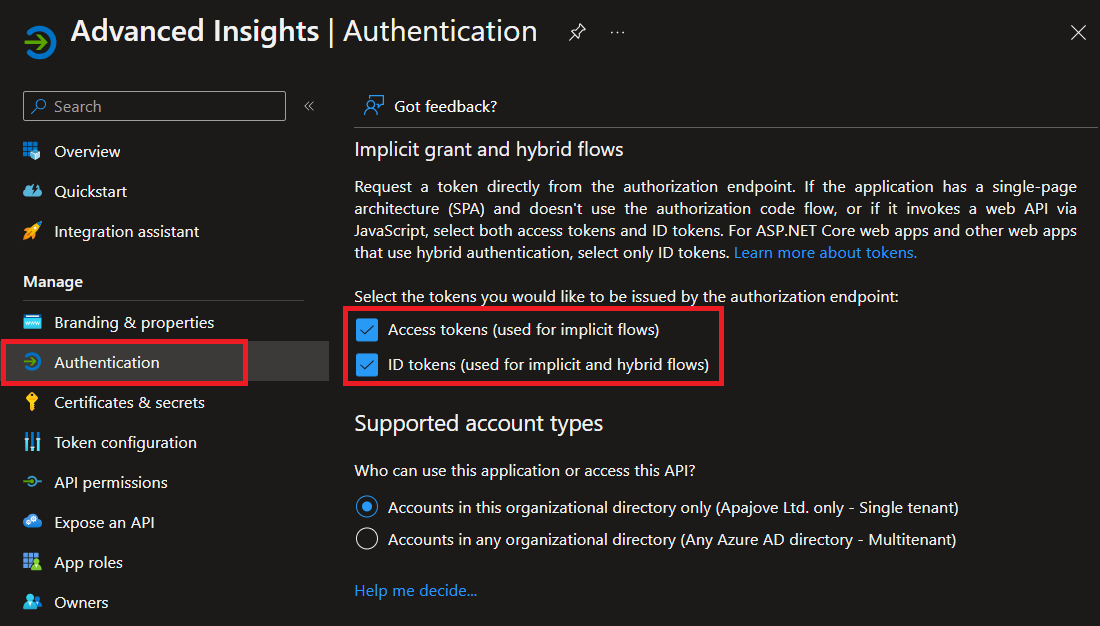 Advanced Insights | Authentication
Search
Overview
Quickstart
Integration assistant
Manage
Branding & properties
Authentication
Certificates & secrets
Token configuration
API permissions
Expose an API
App roles
Owners
Got feedback?
Implicit grant and hybrid flows
Request a token directly from the authorization endpoint. If the application has a single-page
architecture (SPA) and doesn't use the authorization code flow, or if it invokes a web API via
JavaScript, select both access tokens and ID tokens. For ASP.NET Core web apps and other web apps
that use hybrid authentication, select only ID tokens. Learn more about tokens.
Select the tokens you would like to be issued by the authorization endpoint:
Access tokens (used for implicit flows)
ID tokens (used for implicit and hybrid flows)
Supported account types
Who can use this application or access this API?
Accounts in this organizational directory only (Apajove Ltd. only - Single tenant)
Accounts in any organizational directory (Any Azure AD directory - Multitenant)
Help me decide...